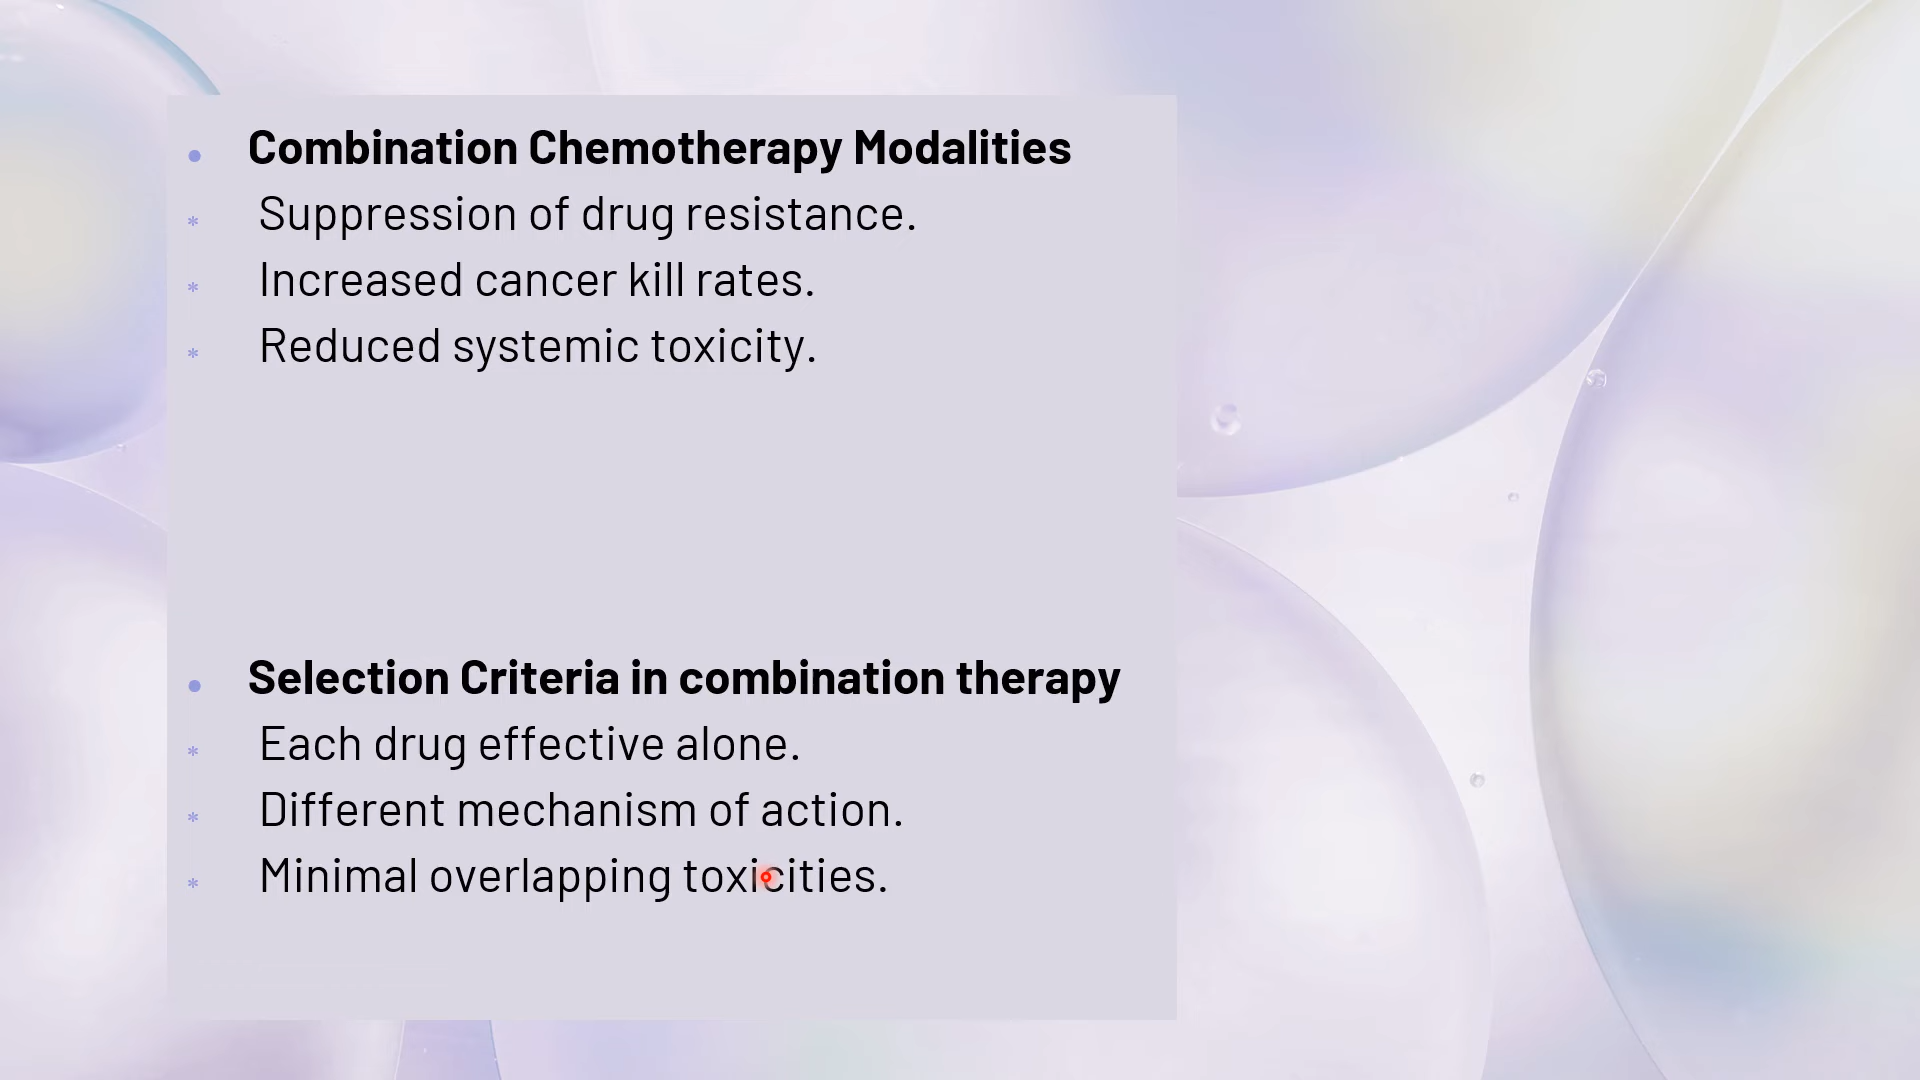 • Combination Chemotherapy Modalities
* Suppression of drug resistance.
* Increased cancer kill rates.
* Reduced systemic toxicity.
• Selection Criteria in combination therapy
* Each drug effective alone.
* Different mechanism of action.
* Minimal overlapping toxicities.